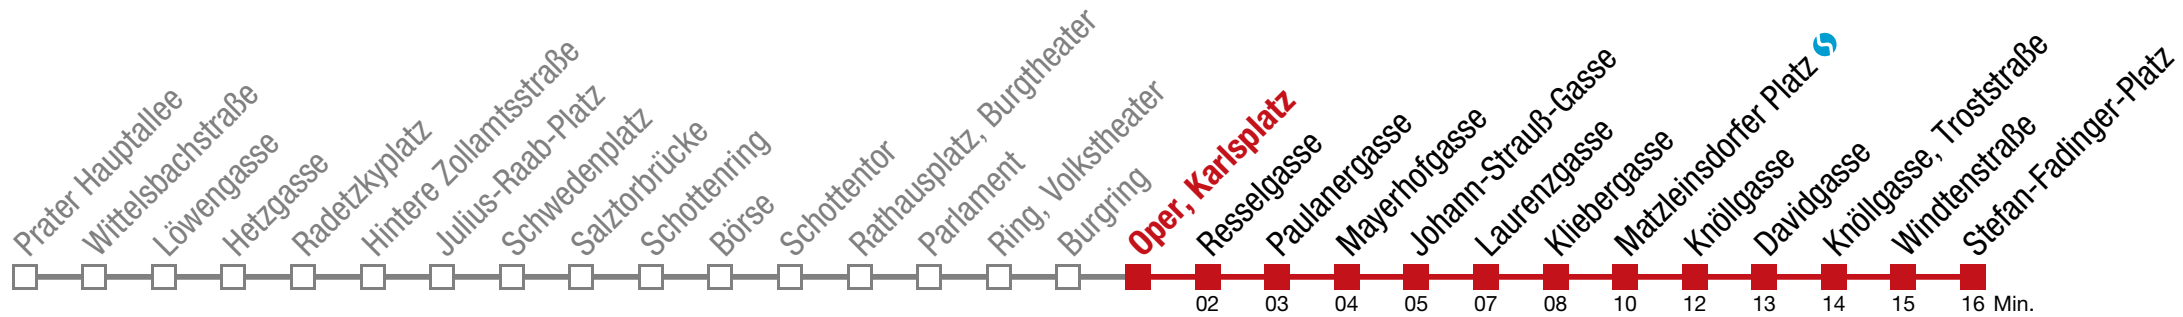 Prater Hauptallee
Wittelsbachstraße
Löwengasse
Hetzgasse
Radetzkyplatz
Hintere Zollamtsstraße
Julius-Raab-Platz
Schwedenplatz
Salztorbrücke
Schottenring
Börse
Schottentor
Rathausplatz, Burgtheater
Parlament
Ring, Volkstheater
Burgring
Oper, Karlsplatz
Resselgasse
Paulanergasse
Mayerhofgasse
Johann-Strauß-Gasse
Laurenzgasse
Kliebergasse
Matzleinsdorfer Platz
Knöllgasse
Davidgasse
Knöllgasse, Troststraße
Windtenstraße
Stefan-Fadinger-Platz
02 03 04 05 07 08 10 12 13 14 15 16 Min.